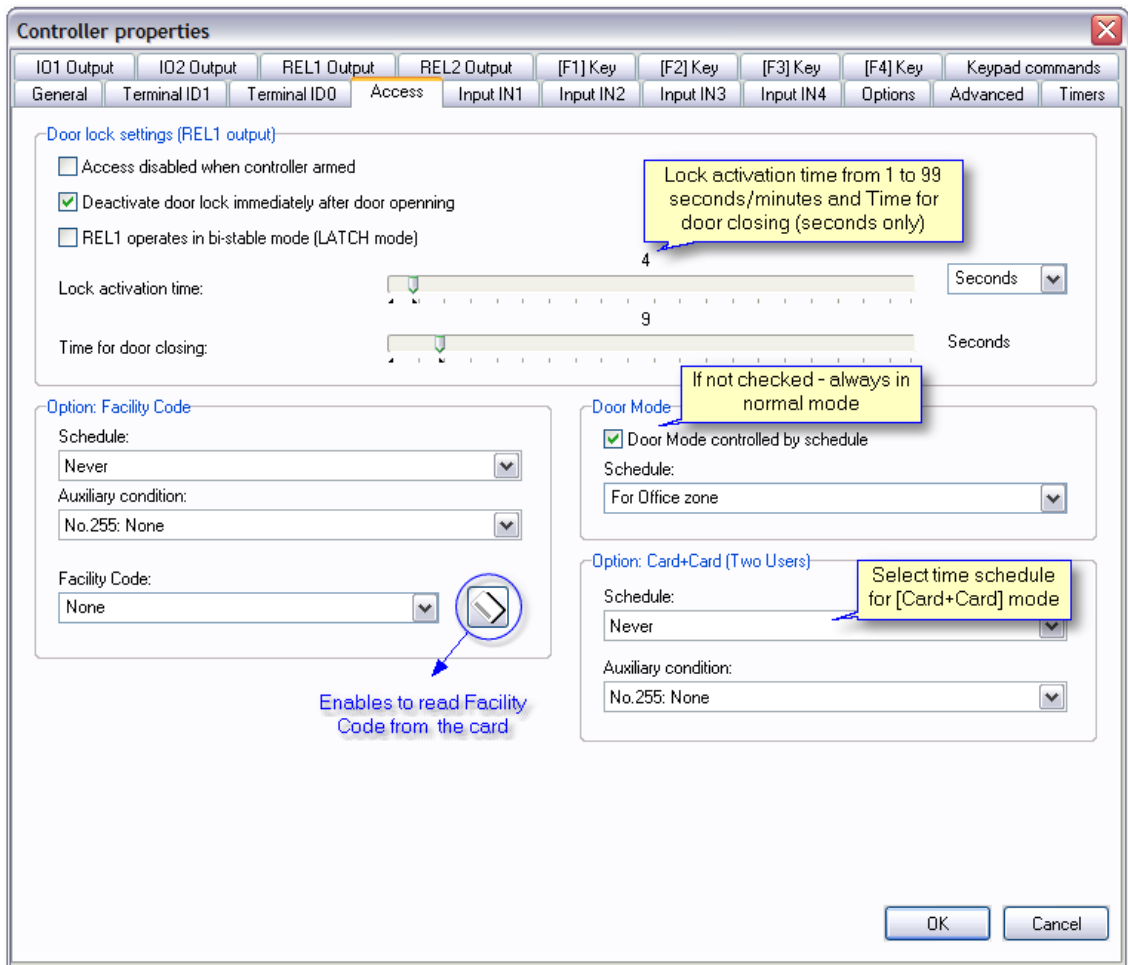 Controller properties
IO1 Output IO2 Output REL1 Output REL2 Output [F1] Key [F2] Key [F3] Key [F4] Key Keypad commands
General Terminal ID1 Terminal ID0 Access Input IN1 Input IN2 Input IN3 Input IN4 Options Advanced Timers
Door lock settings (REL1 output)
Access disabled when controller armed
Deactivate door lock immediately after door openning
REL1 operates in bi-stable mode (LATCH mode)
Lock activation time from 1 to 99
seconds/minutes and Time for
door closing (seconds only)
4
Lock activation time:
Seconds
9
Time for door closing:
Seconds
If not checked - always in
normal mode
Option: Facility Code
Schedule:
Never
Auxiliary condition:
No.255: None
Facility Code:
None
Enables to read Facility
Code from the card
Door Mode
Door Mode controlled by schedule
Schedule:
For Office zone
Option: Card+Card (Two Users)
Select time schedule
for [Card+Card] mode
Schedule:
Never
Auxiliary condition:
No.255: None
OK Cancel